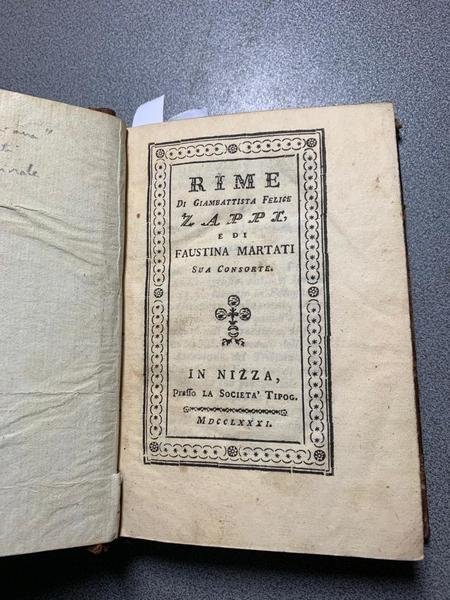 RIME
DI GIAMBATTISTA FELICE
ZAPPI,
E DI
FAUSTINA MARTATI
SUA CONSORTE.
IN NIZZA,
Presso LA SOCIETA' TIPOG.
MDCCLXXXI.